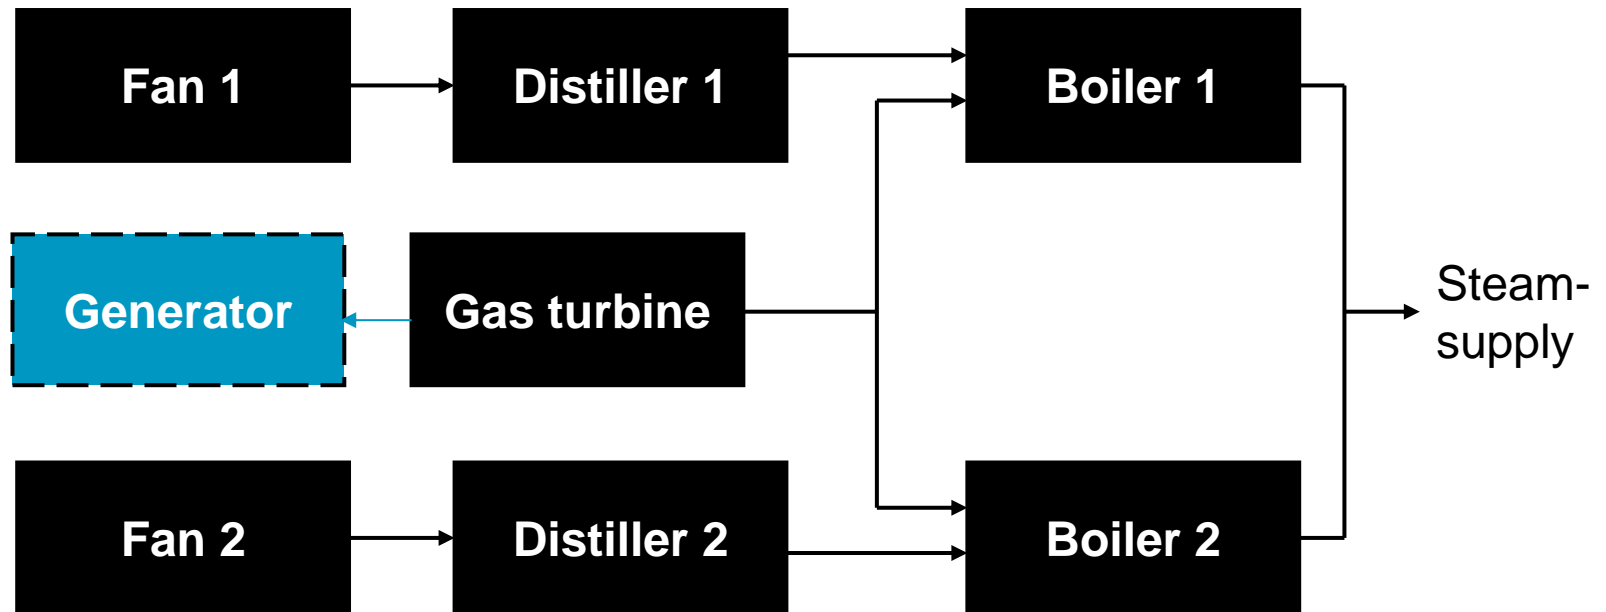 Fan 1
Distiller 1
Boiler 1
Generator
Gas turbine
Steam-
supply
Fan 2
Distiller 2
Boiler 2